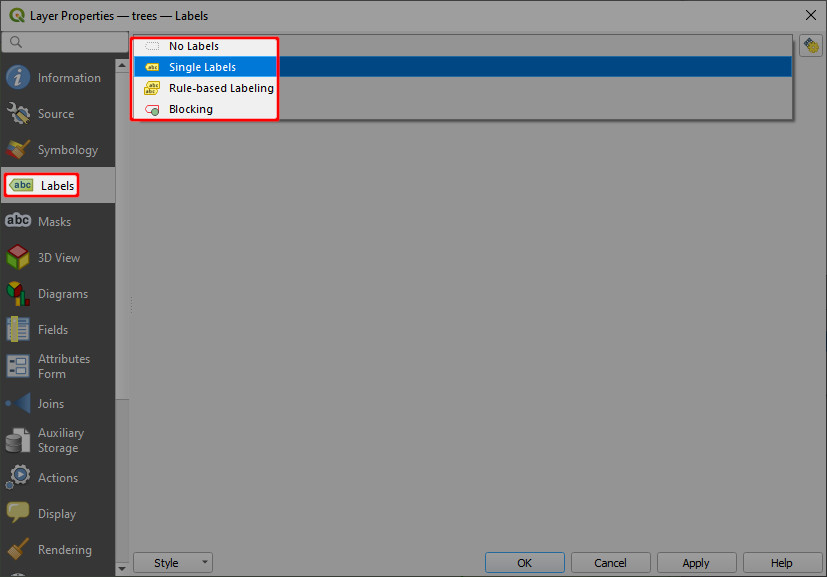 Layer Properties — trees — Labels
No Labels
Single Labels
Rule-based Labeling
Blocking
Information
Source
Symbology
abc Labels
abc Masks
3D View
Diagrams
Fields
Attributes
Form
Joins
Auxiliary
Storage
Actions
Display
Rendering
Style
OK
Cancel
Apply
Help